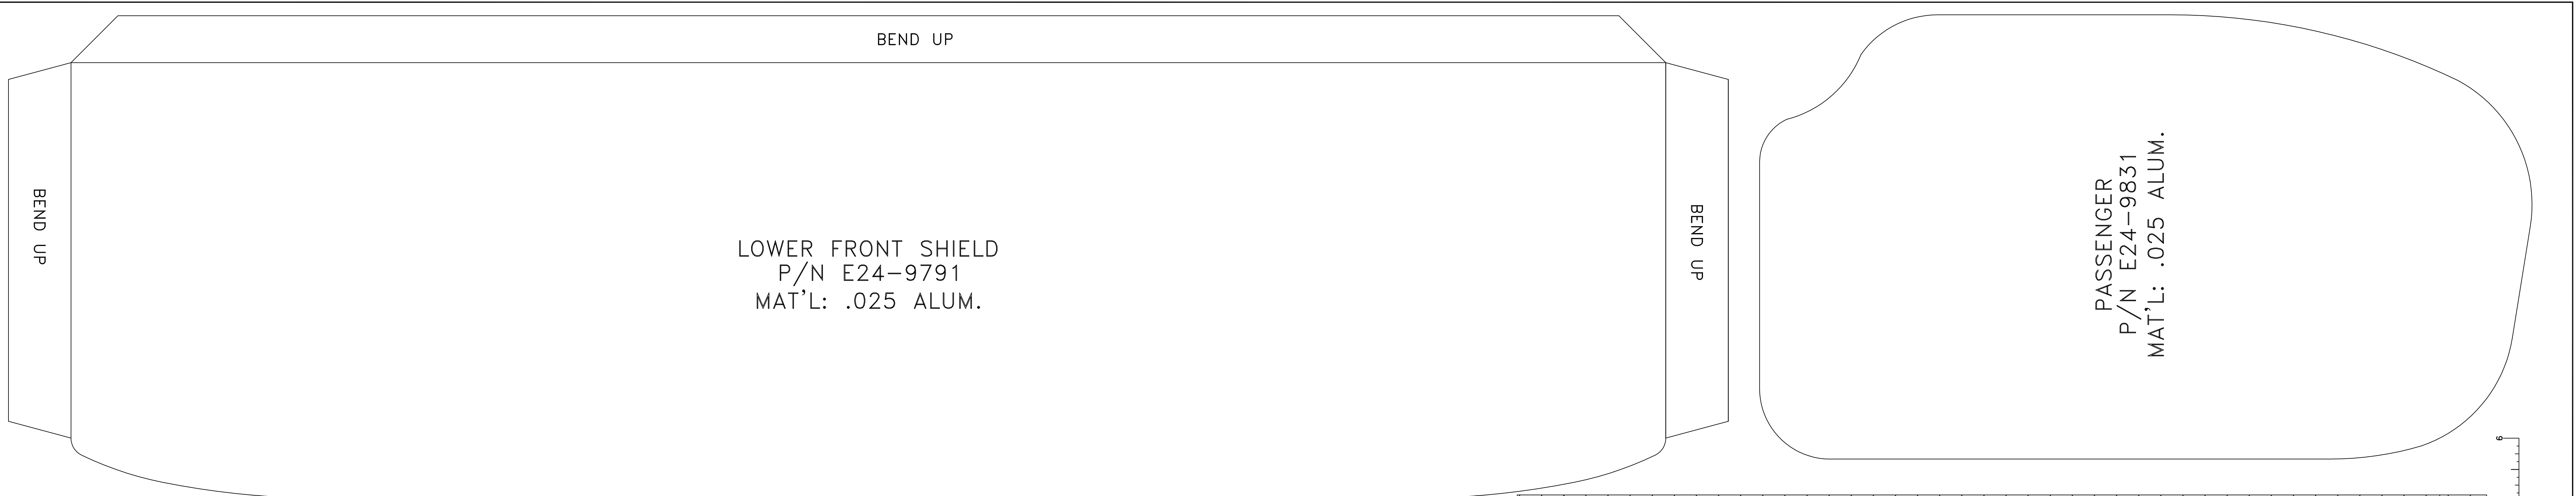 BEND UP
BEND UP
LOWER FRONT SHIELD
P/N E24-9791
MAT'L: .025 ALUM.
BEND UP
PASSENGER
P/N E24-9831
MAT'L: .025 ALUM.
6